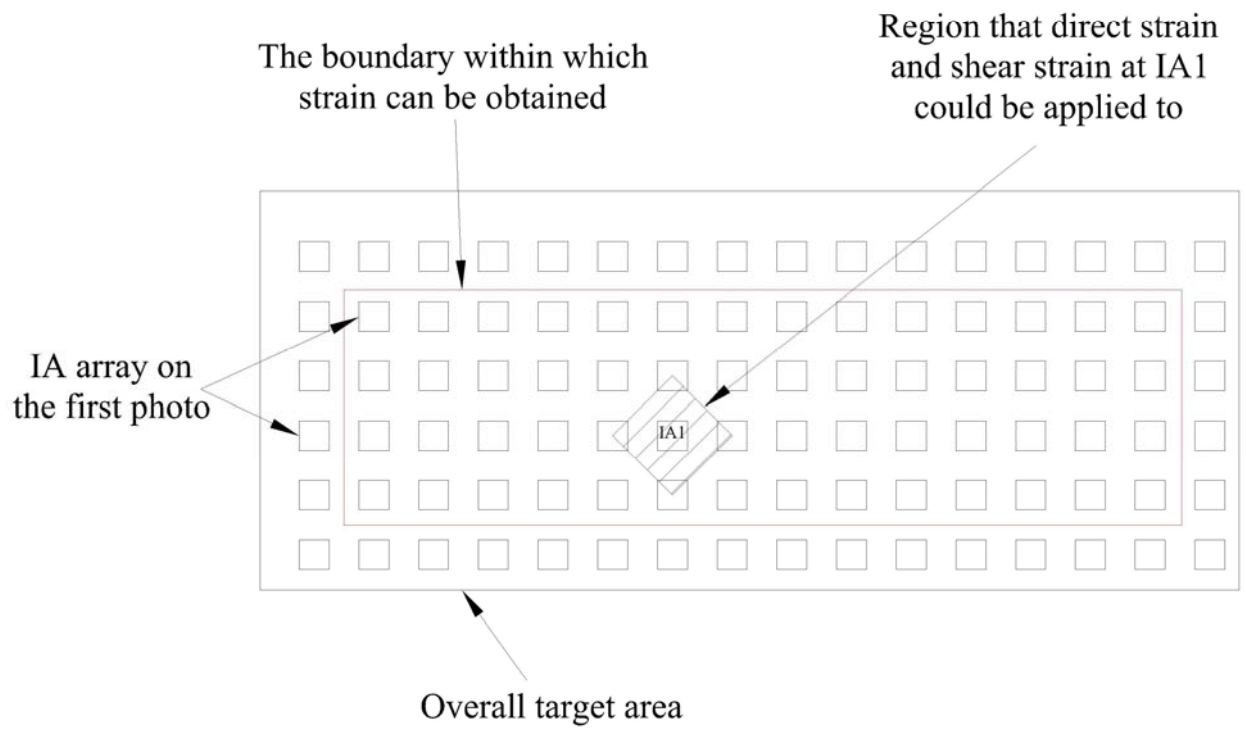 The boundary within which
strain can be obtained
Region that direct strain
and shear strain at IA1
could be applied to
IA array on
the first photo
IA1
Overall target area